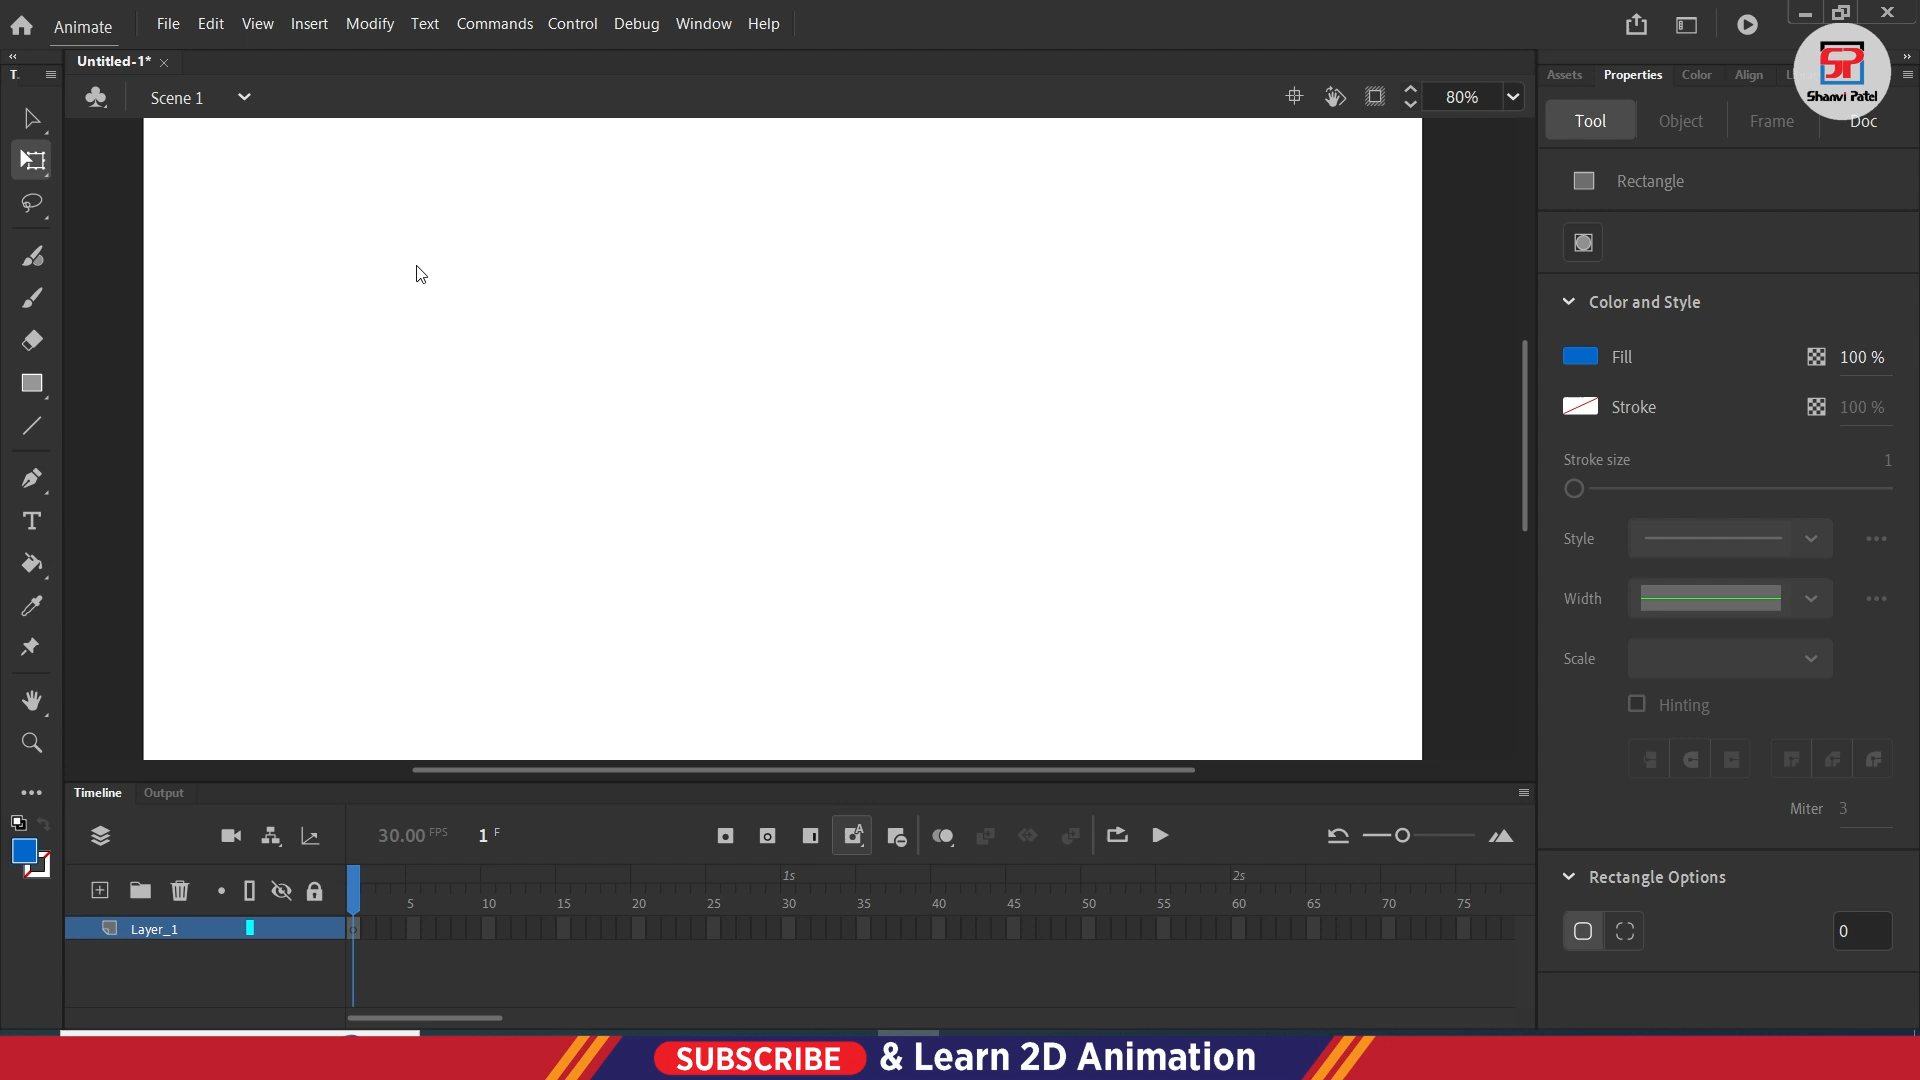 Animate File Edit View Insert Modify Text Commands Control Debug Window Help
SP
Shanvi Patel
Untitled-1*
T.
Assets Properties Color Align
Scene 1
80%
Tool Object Frame Doc
Rectangle
Color and Style
Fill 100 %
Stroke 100 %
Stroke size 1
Style
Width
Scale
Hinting
Miter 3
Rectangle Options
0
T
Timeline Output
30.00 FPS 1 F
A
1s 2s
5 10 15 20 25 30 35 40 45 50 55 60 65 70 75
Layer_1
SUBSCRIBE & Learn 2D Animation